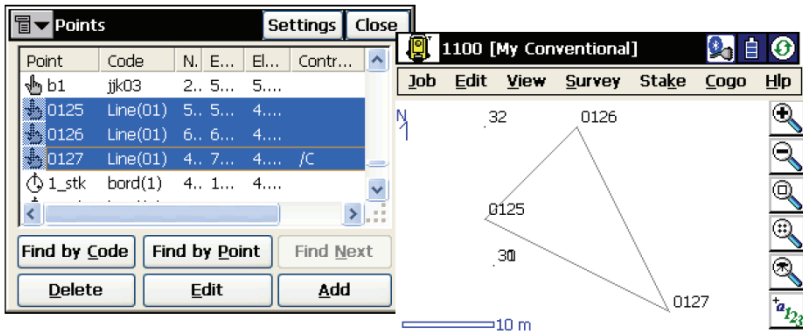 Points Settings Close
Point Code N. E... El... Contr...
b1 jjk03 2.. 5... 5....
0125 Line(01) 5.. 5... 4....
0126 Line(01) 6.. 6... 4....
0127 Line(01) 4.. 7... 4.... /C
1_stk bord(1) 4.. 1... 4....
Find by Code Find by Point Find Next
Delete Edit Add
1100 [My Conventional]
Job Edit View Survey Stake Cogo Hlp
N
32 0126
0125
0127
10 m